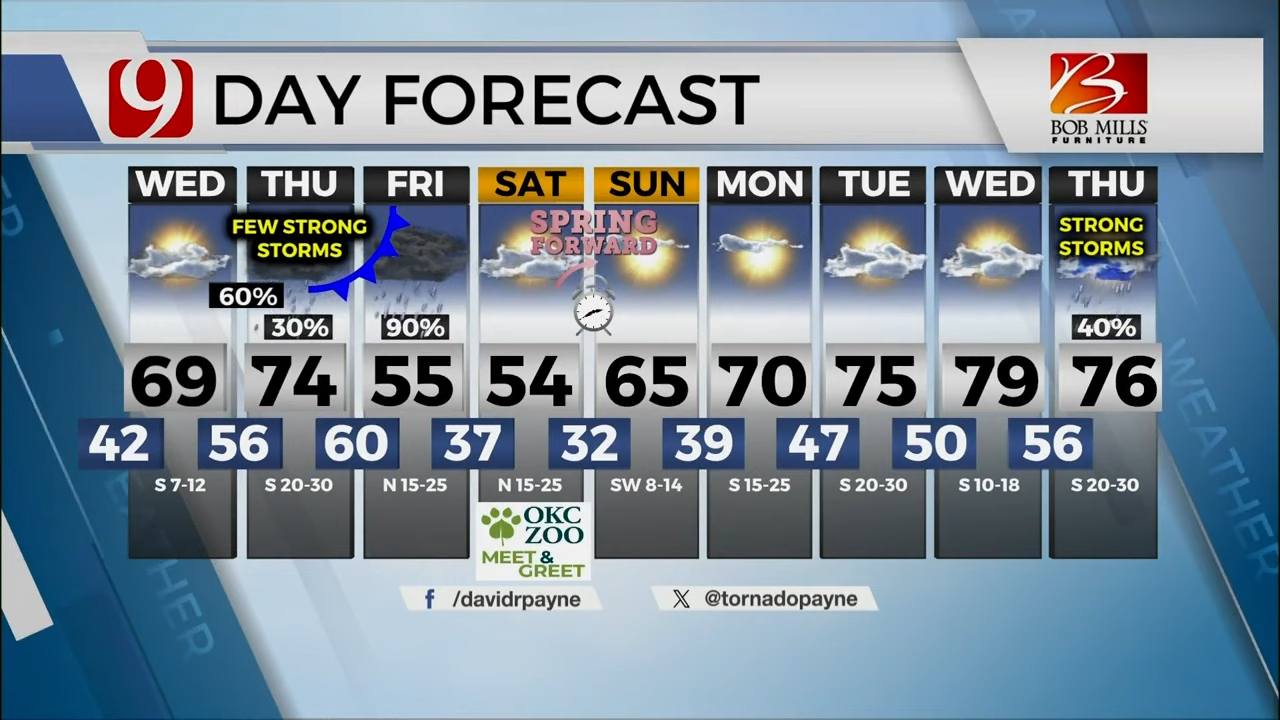 9 DAY FORECAST
BOB MILLS
FURNITURE
WED THU FRI SAT SUN MON TUE WED THU
FEW STRONG
STORMS
SPRING
FORWARD
STRONG
STORMS
60%
30% 90% 40%
69 74 55 54 65 70 75 79 76
42 56 60 37 32 39 47 50 56
S 7-12 S 20-30 N 15-25 N 15-25 SW 8-14 S 15-25 S 20-30 S 10-18 S 20-30
OKC
ZOO
MEET &
GREET
/davidrpayne @tornadopayne
WEATHER
WEATHER